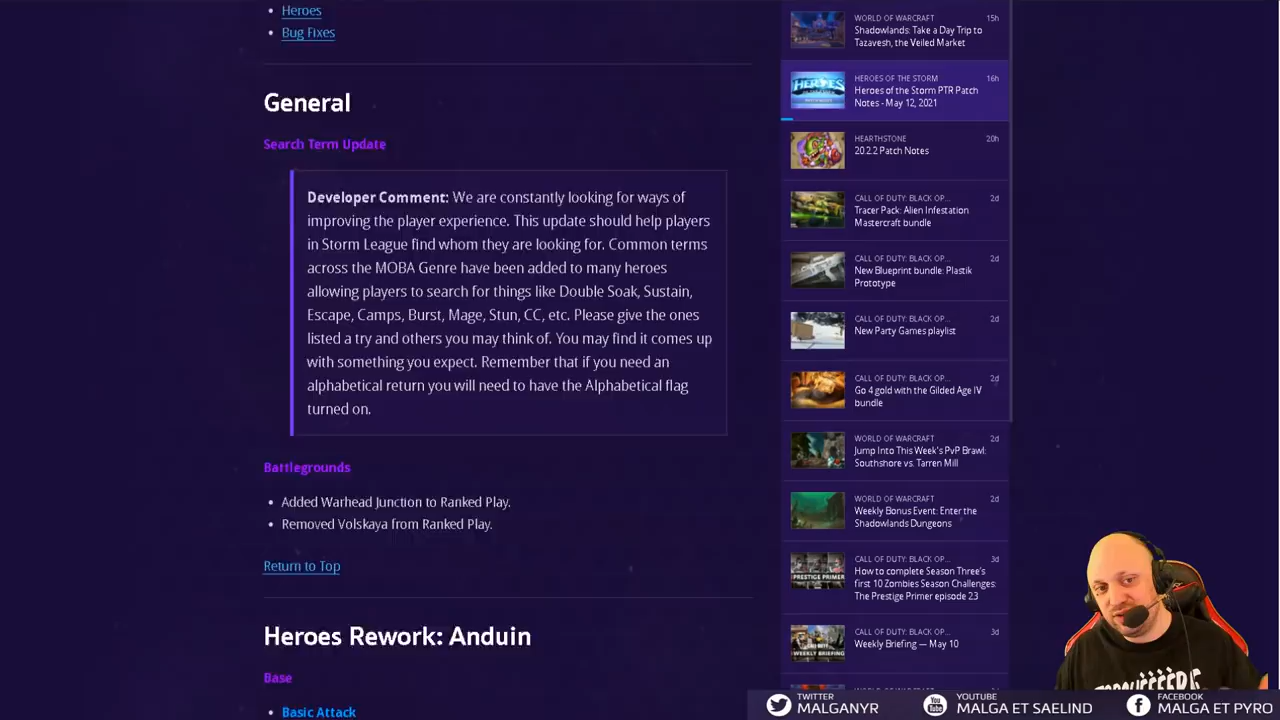 Heroes
Bug Fixes
General
Search Term Update
Developer Comment: We are constantly looking for ways of
improving the player experience. This update should help players
in Storm League find whom they are looking for. Common terms
across the MOBA Genre have been added to many heroes
allowing players to search for things like Double Soak, Sustain,
Escape, Camps, Burst, Mage, Stun, CC, etc. Please give the ones
listed a try and others you may think of. You may find it comes up
with something you expect. Remember that if you need an
alphabetical return you will need to have the Alphabetical flag
turned on.
Battlegrounds
Added Warhead Junction to Ranked Play.
Removed Volskaya from Ranked Play.
Return to Top
Heroes Rework: Anduin
Base
Basic Attack
WORLD OF WARCRAFT 15h
Shadowlands: Take a Day Trip to
Tazavesh, the Veiled Market
HEROES OF THE STORM 16h
Heroes of the Storm PTR Patch
Notes - May 12, 2021
HEARTHSTONE 20h
20.2.2 Patch Notes
CALL OF DUTY: BLACK OP... 2d
Tracer Pack: Alien Infestation
Mastercraft bundle
CALL OF DUTY: BLACK OP... 2d
New Blueprint bundle: Plastik
Prototype
CALL OF DUTY: BLACK OP... 2d
New Party Games playlist
CALL OF DUTY: BLACK OP... 2d
Go 4 gold with the Gilded Age IV
bundle
WORLD OF WARCRAFT 2d
Jump Into This Week's PvP Brawl:
Southshore vs. Tarren Mill
WORLD OF WARCRAFT 2d
Weekly Bonus Event: Enter the
Shadowlands Dungeons
CALL OF DUTY: BLACK OP... 3d
How to complete Season Three's
first 10 Zombies Season Challenges:
The Prestige Primer episode 23
PRESTIGE PRIMER
CALL OF DUTY: BLACK OP... 3d
Weekly Briefing — May 10
WEEKLY BRIEFING
TWITTER
MALGANYR
YOUTUBE
MALGA ET SAELIND
FACEBOOK
MALGA ET PYRO